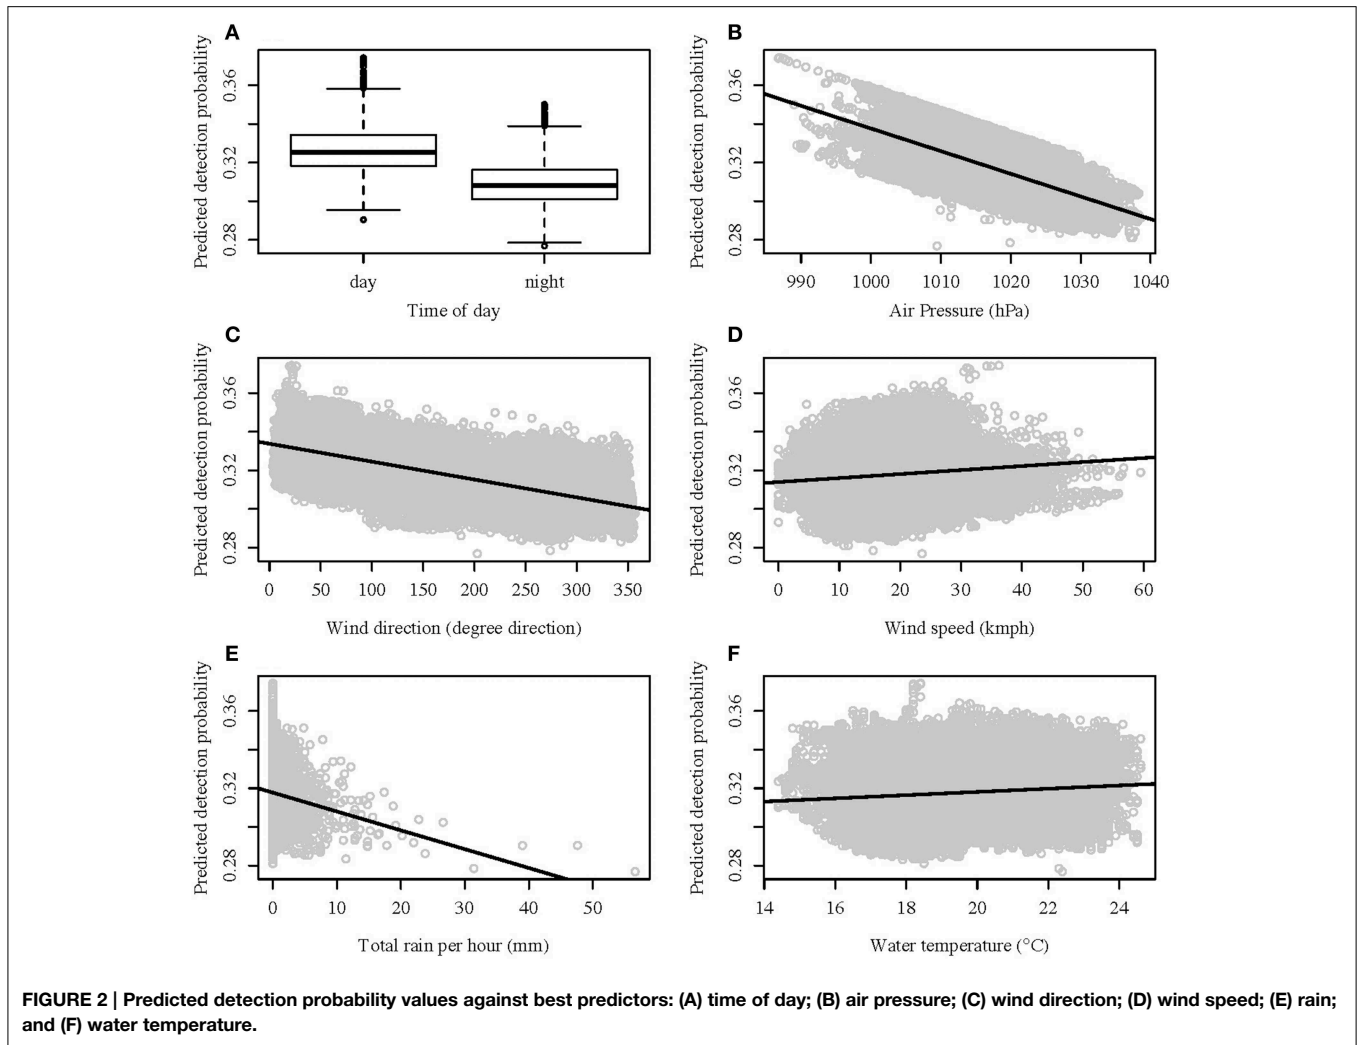 A
Predicted detection probability
0.36
0.32
0.28
day night
Time of day
B
Predicted detection probability
0.36
0.32
0.28
990 1000 1010 1020 1030 1040
Air Pressure (hPa)
C
Predicted detection probability
0.36
0.32
0.28
0 50 100 150 200 250 300 350
Wind direction (degree direction)
D
Predicted detection probability
0.36
0.32
0.28
0 10 20 30 40 50 60
Wind speed (kmph)
E
Predicted detection probability
0.36
0.32
0.28
0 10 20 30 40 50
Total rain per hour (mm)
F
Predicted detection probability
0.36
0.32
0.28
14 16 18 20 22 24
Water temperature (°C)
FIGURE 2 | Predicted detection probability values against best predictors: (A) time of day; (B) air pressure; (C) wind direction; (D) wind speed; (E) rain;
and (F) water temperature.